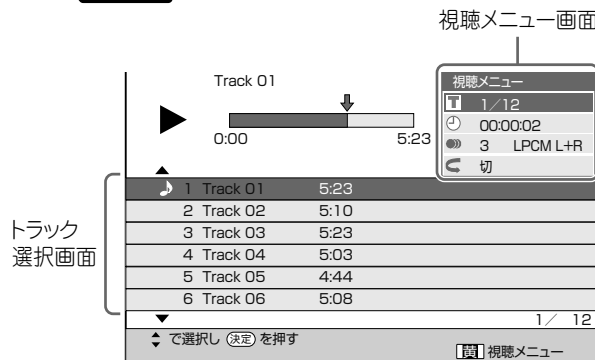 視聴メニュー画面
Track 01
0:00 5:23
視聴メニュー
T 1/12
00:00:02
3 LPCM L+R
切
トラック
選択画面
1 Track 01 5:23
2 Track 02 5:10
3 Track 03 5:23
4 Track 04 5:03
5 Track 05 4:44
6 Track 06 5:08
1/ 12
で選択し 決定 を押す
黄 視聴メニュー